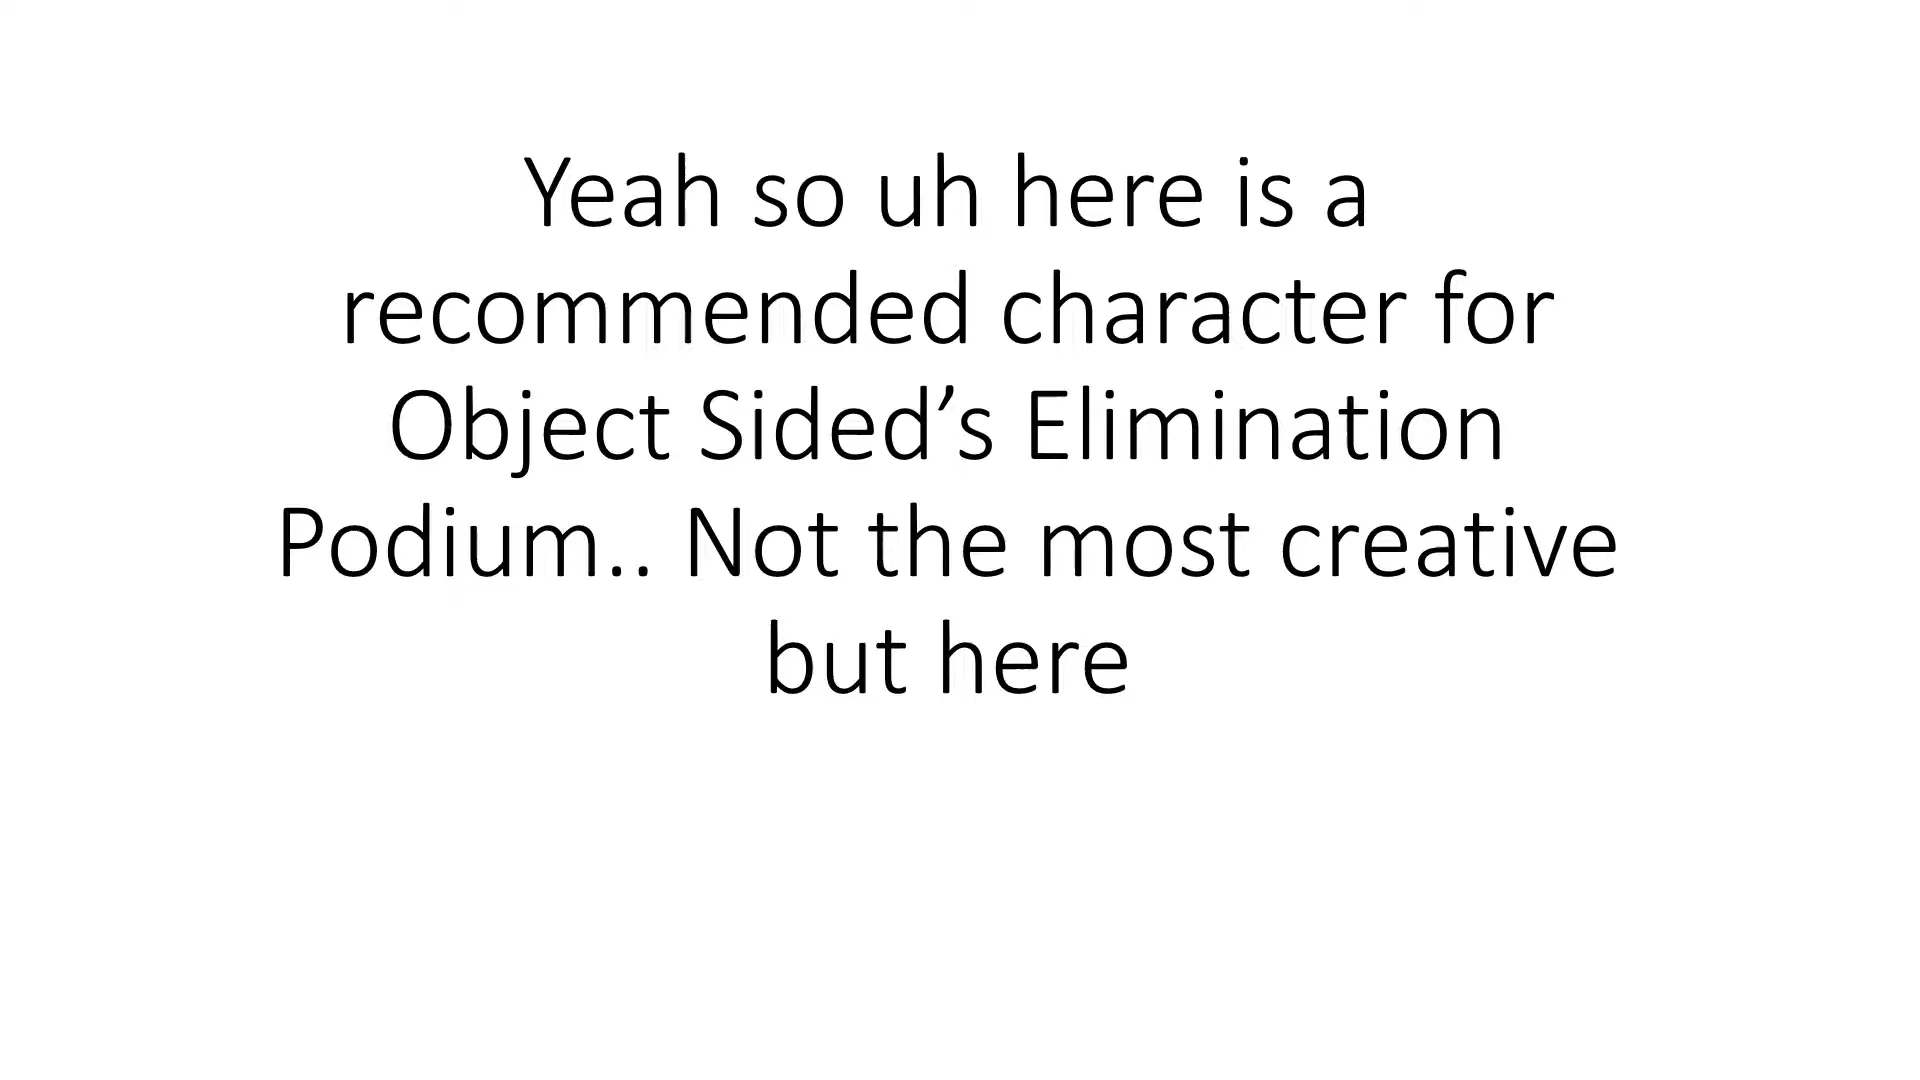 Yeah so uh here is a
recommended character for
Object Sided’s Elimination
Podium.. Not the most creative
but here